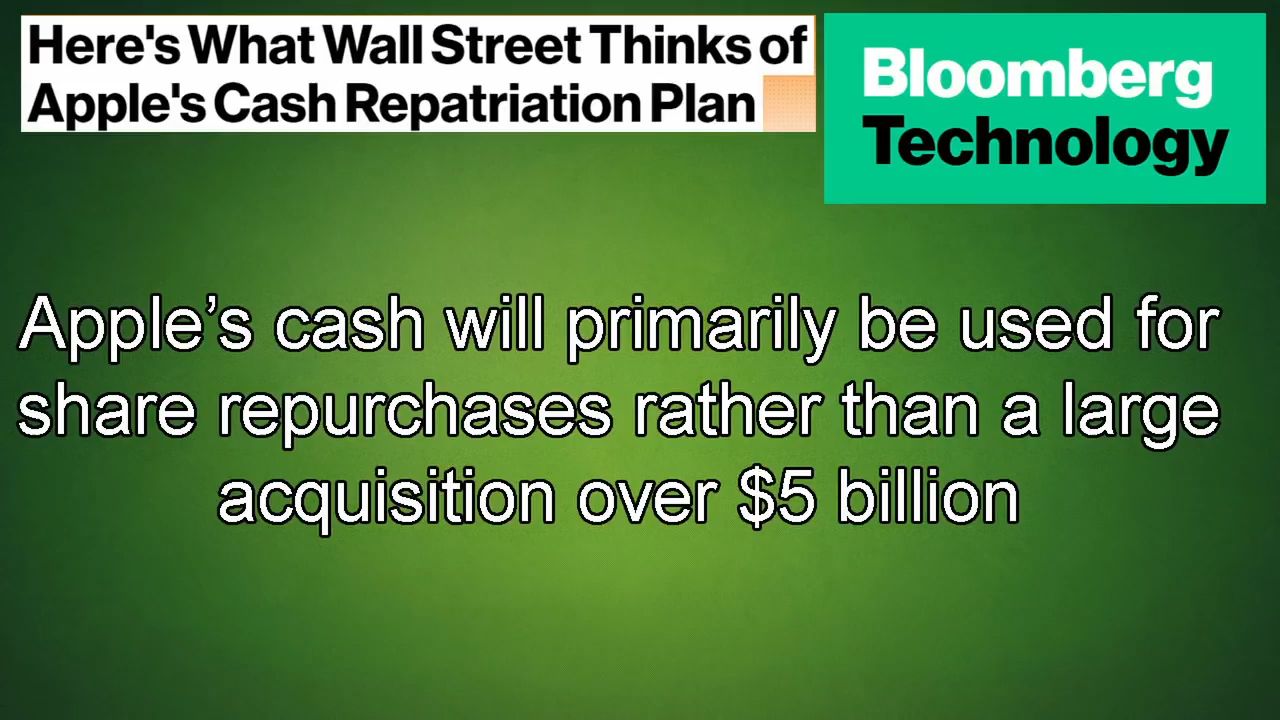 Here's What Wall Street Thinks of
Apple's Cash Repatriation Plan
Bloomberg
Technology
Apple’s cash will primarily be used for
share repurchases rather than a large
acquisition over $5 billion